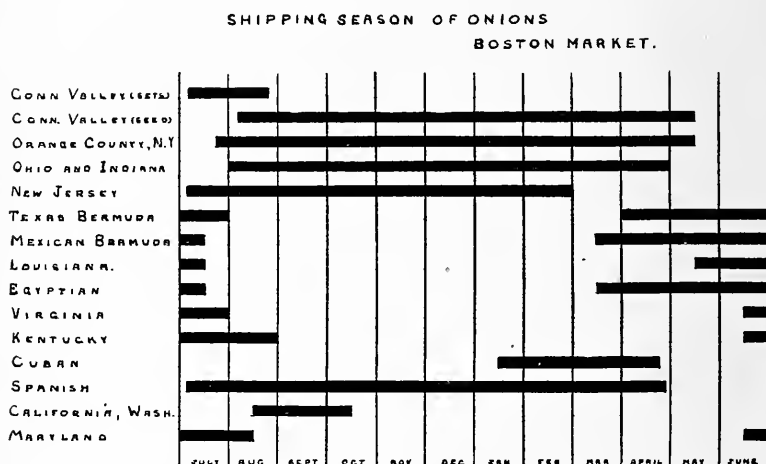 SHIPPING SEASON OF ONIONS
BOSTON MARKET.
CONN VALLEY (SETS)
CONN. VALLEY (SEED)
ORANGE COUNTY, N.Y
OHIO AND INDIANA
NEW JERSEY
TEXAS BERMUDA
MEXICAN BERMUDA
LOUISIANA.
EGYPTIAN
VIRGINIA
KENTUCKY
CUBAN
SPANISH
CALIFORNIA, WASH.
MARYLAND
JULY AUG SEPT OCT NOV DEC JAN FEB MAR APRIL MAY JUNE